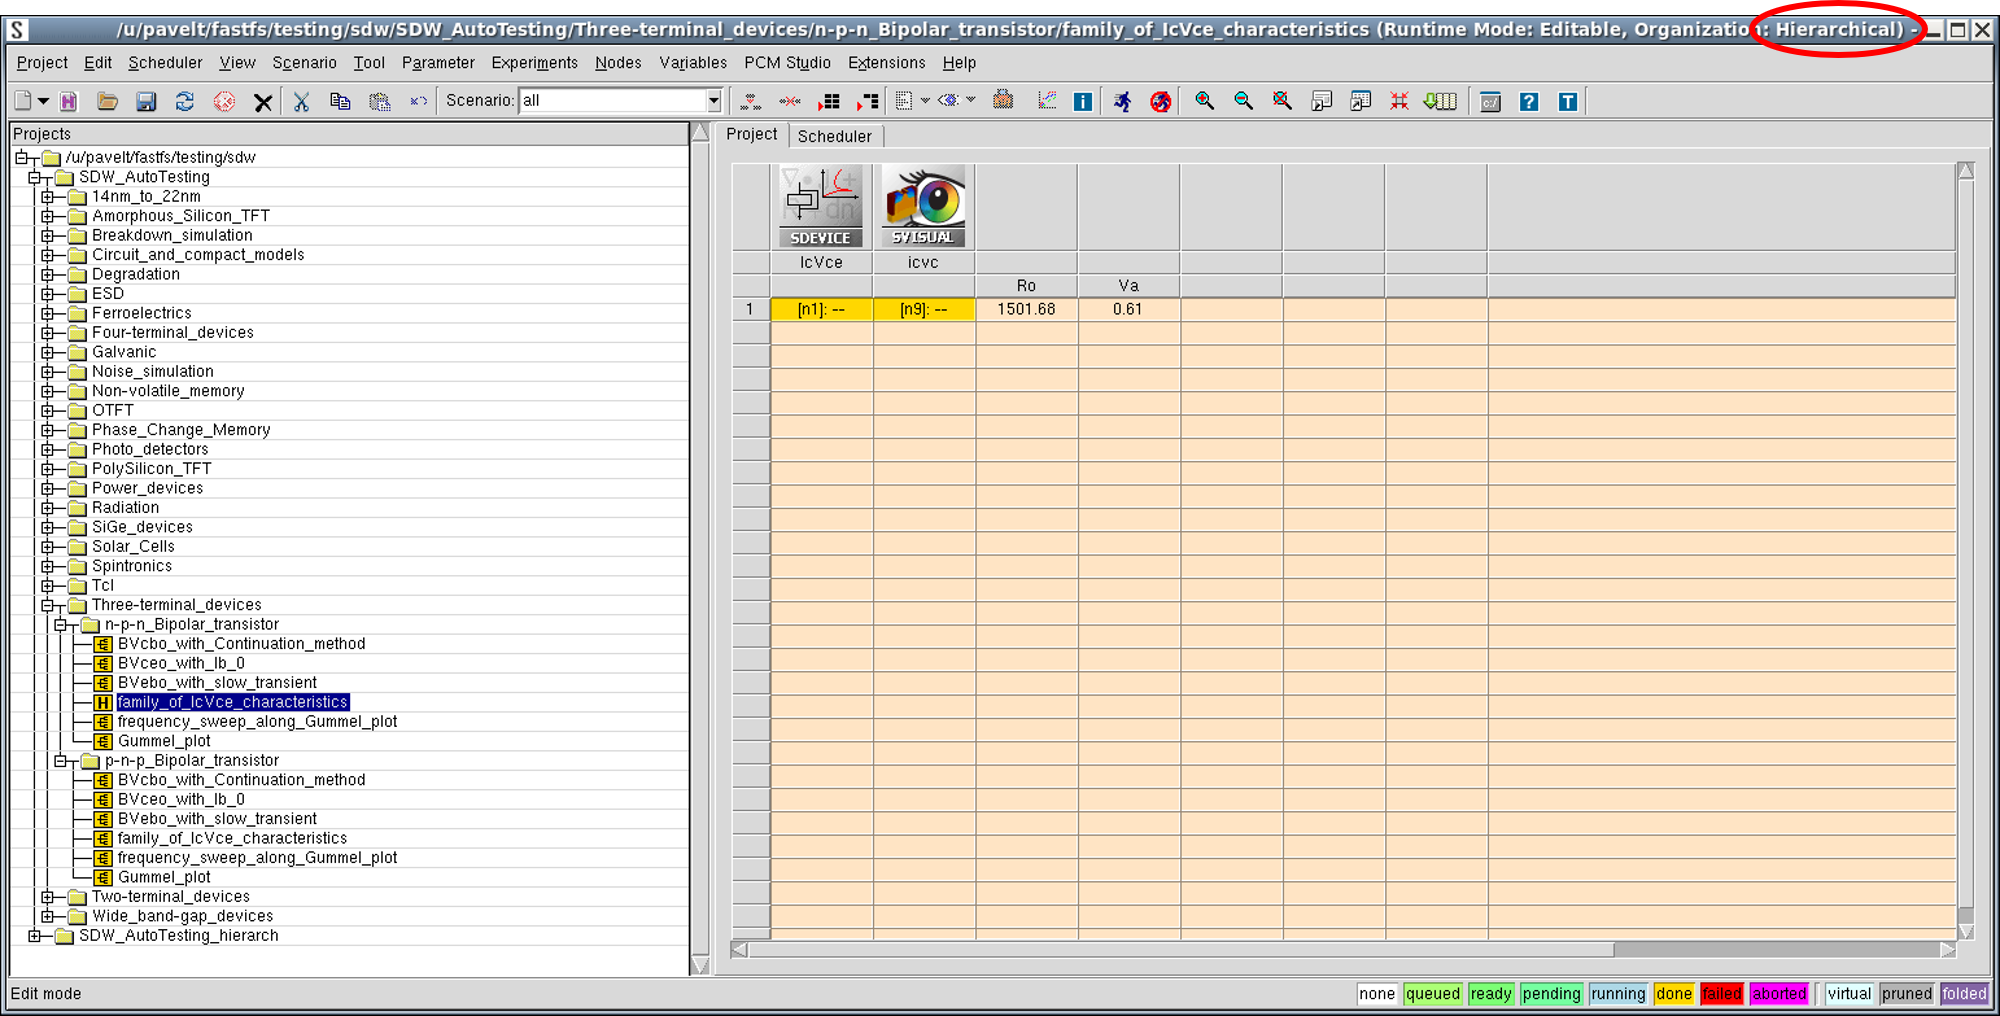 S /u/pavelt/fastfs/testing/sdw/SDW_AutoTesting/Three-terminal_devices/n-p-n_Bipolar_transistor/family_of_IcVce_characteristics (Runtime Mode: Editable, Organization: Hierarchical) -
Project Edit Scheduler View Scenario Tool Parameter Experiments Nodes Variables PCM Studio Extensions Help
Scenario: all
Projects
/u/pavelt/fastfs/testing/sdw
SDW_AutoTesting
14nm_to_22nm
Amorphous_Silicon_TFT
Breakdown_simulation
Circuit_and_compact_models
Degradation
ESD
Ferroelectrics
Four-terminal_devices
Galvanic
Noise_simulation
Non-volatile_memory
OTFT
Phase_Change_Memory
Photo_detectors
PolySilicon_TFT
Power_devices
Radiation
SiGe_devices
Solar_Cells
Spintronics
Tcl
Three-terminal_devices
n-p-n_Bipolar_transistor
BVcbo_with_Continuation_method
BVceo_with_Ib_0
BVebo_with_slow_transient
H family_of_IcVce_characteristics
frequency_sweep_along_Gummel_plot
Gummel_plot
p-n-p_Bipolar_transistor
BVcbo_with_Continuation_method
BVceo_with_Ib_0
BVebo_with_slow_transient
family_of_IcVce_characteristics
frequency_sweep_along_Gummel_plot
Gummel_plot
Two-terminal_devices
Wide_band-gap_devices
SDW_AutoTesting_hierarch
Project Scheduler
SDEVICE SVISUAL
IcVce icvc
Ro Va
1 [n1]: -- [n9]: -- 1501.68 0.61
Edit mode
none queued ready pending running done failed aborted virtual pruned folded